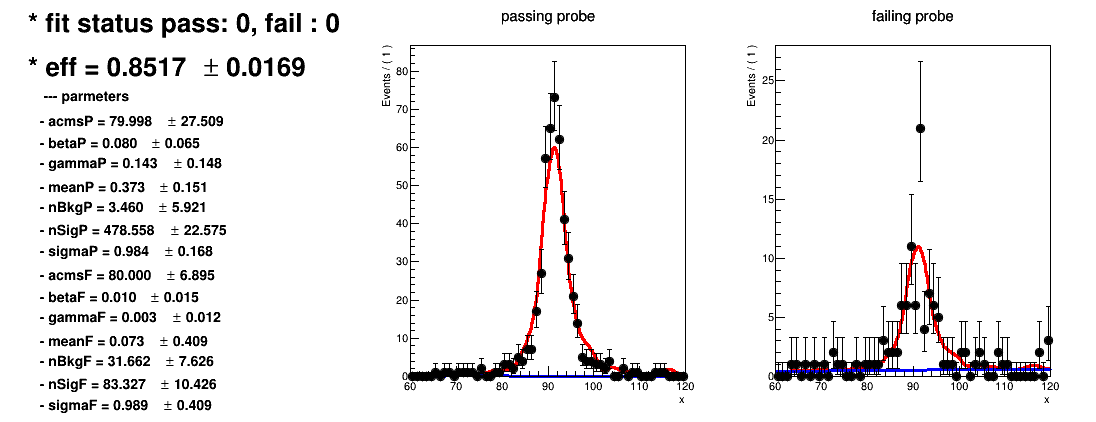 * fit status pass: 0, fail : 0
* eff = 0.8517 ± 0.0169
--- parmeters
- acmsP = 79.998 ± 27.509
- betaP = 0.080 ± 0.065
- gammaP = 0.143 ± 0.148
- meanP = 0.373 ± 0.151
- nBkgP = 3.460 ± 5.921
- nSigP = 478.558 ± 22.575
- sigmaP = 0.984 ± 0.168
- acmsF = 80.000 ± 6.895
- betaF = 0.010 ± 0.015
- gammaF = 0.003 ± 0.012
- meanF = 0.073 ± 0.409
- nBkgF = 31.662 ± 7.626
- nSigF = 83.327 ± 10.426
- sigmaF = 0.989 ± 0.409
passing probe
Events / ( 1 )
80
70
60
50
40
30
20
10
0
60 70 80 90 100 110 120
x
failing probe
Events / ( 1 )
25
20
15
10
5
0
60 70 80 90 100 110 120
x